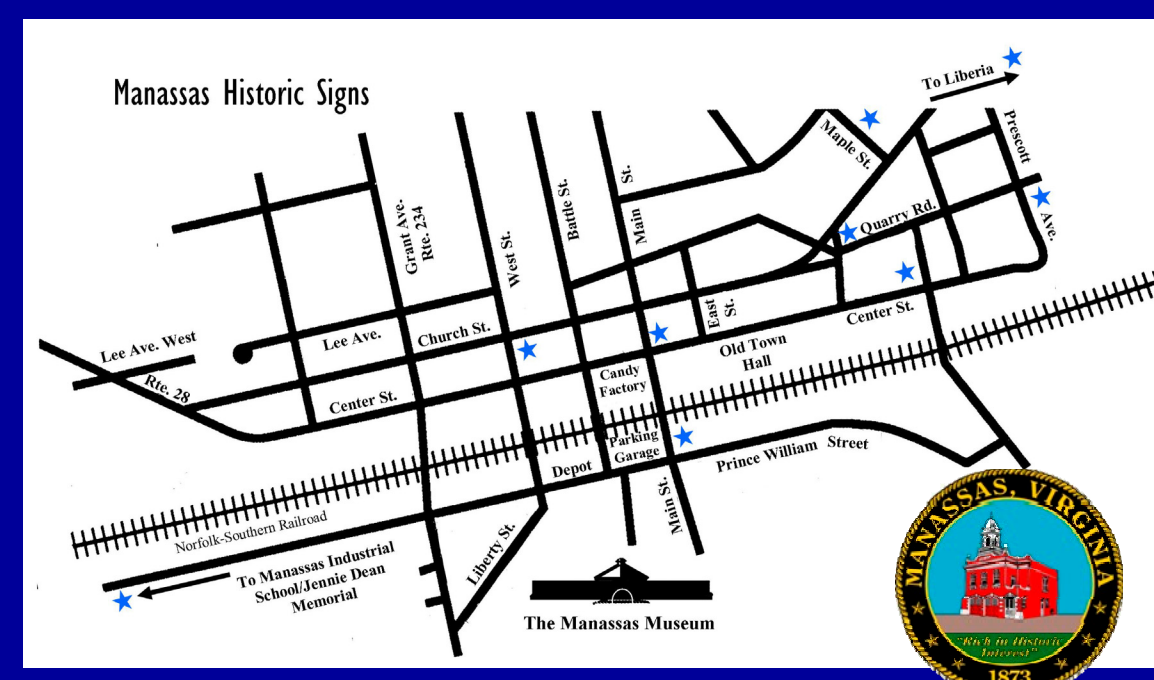 Manassas Historic Signs
To Liberia
Maple St.
Prescott
Ave.
Quarry Rd.
Grant Ave.
Rte. 234
West St.
Battle St.
St.
Main
East
St.
Lee Ave. West
Rte. 28
Lee Ave.
Church St.
Center St.
Center St.
Old Town
Hall
Candy
Factory
Parking
Garage
Depot
Prince William Street
Norfolk-Southern Railroad
To Manassas Industrial
School/Jennie Dean
Memorial
Liberty St.
Main St.
The Manassas Museum
MANASSAS, VIRGINIA
"Rich in Historic
Interest"
1873